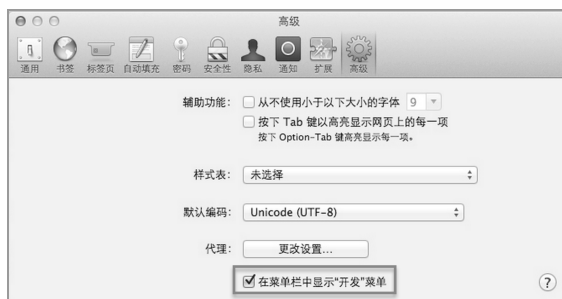 高级
通用 书签 标签页 自动填充 密码 安全性 隐私 通知 扩展 高级
辅助功能: 从不使用小于以下大小的字体 9
按下 Tab 键以高亮显示网页上的每一项
按下 Option-Tab 键高亮显示每一项。
样式表: 未选择
默认编码: Unicode (UTF-8)
代理: 更改设置...
在菜单栏中显示“开发”菜单
?